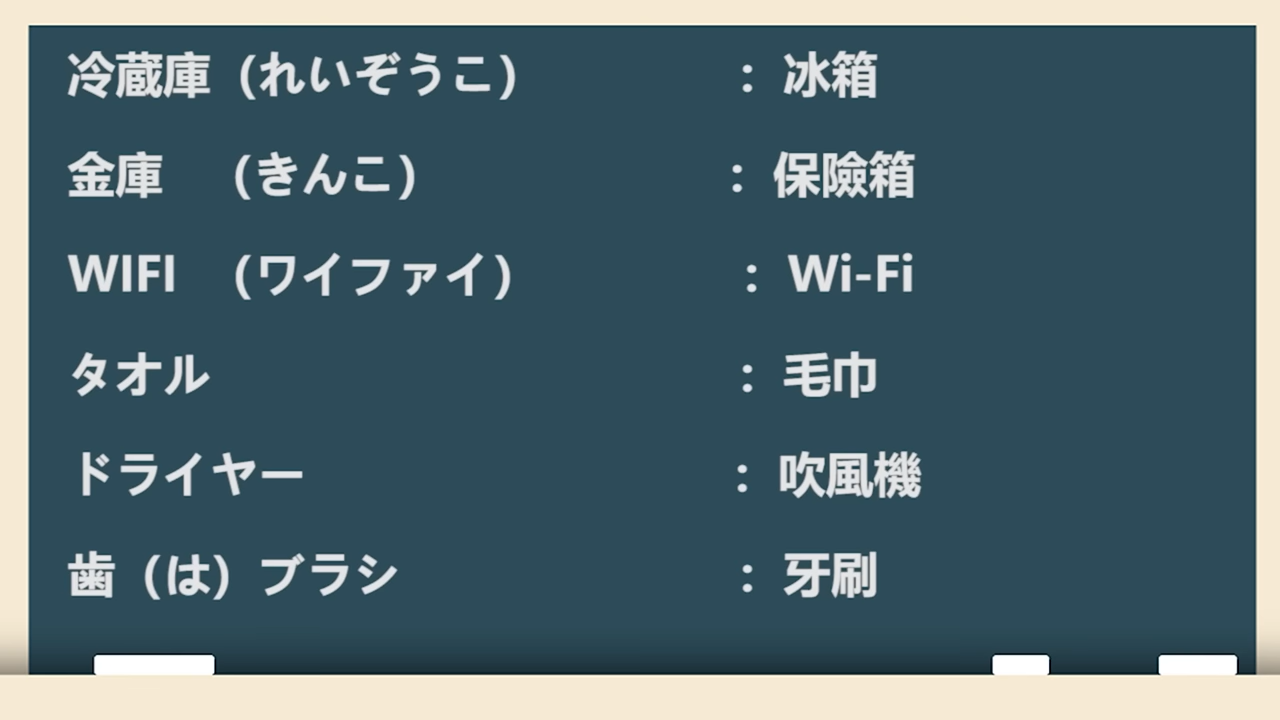 冷蔵庫（れいぞうこ）：冰箱
金庫（きんこ）：保險箱
WIFI（ワイファイ）：Wi-Fi
タオル：毛巾
ドライヤー：吹風機
歯（は）ブラシ：牙刷